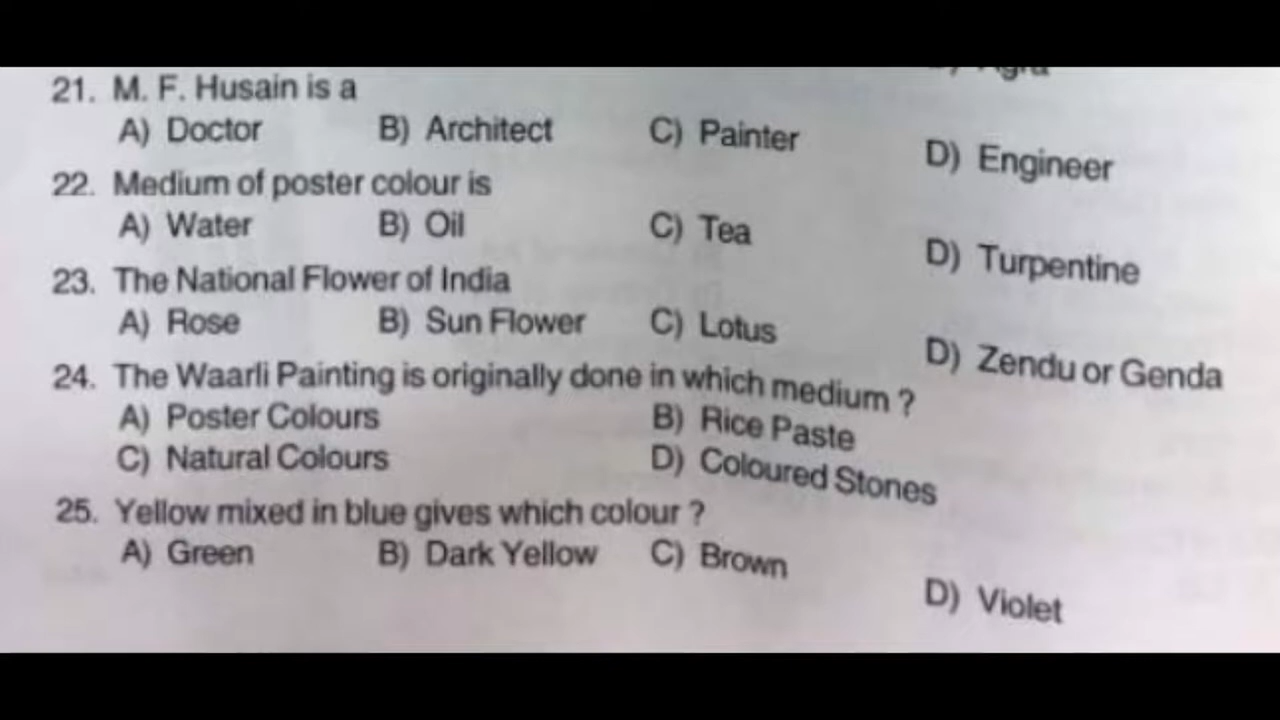 21. M. F. Husain is a
A) Doctor B) Architect C) Painter D) Engineer
22. Medium of poster colour is
A) Water B) Oil C) Tea D) Turpentine
23. The National Flower of India
A) Rose B) Sun Flower C) Lotus D) Zendu or Genda
24. The Waarli Painting is originally done in which medium ?
A) Poster Colours B) Rice Paste
C) Natural Colours D) Coloured Stones
25. Yellow mixed in blue gives which colour ?
A) Green B) Dark Yellow C) Brown D) Violet